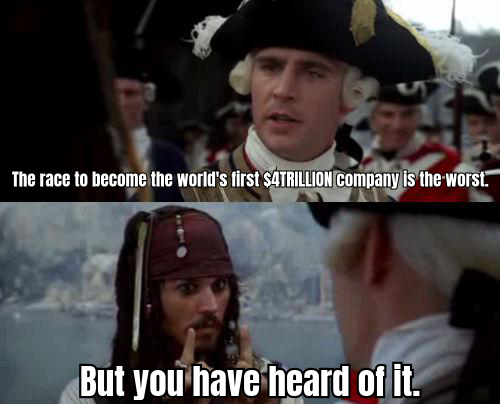 The race to become the world's first $4TRILLION company is the worst.
But you have heard of it.